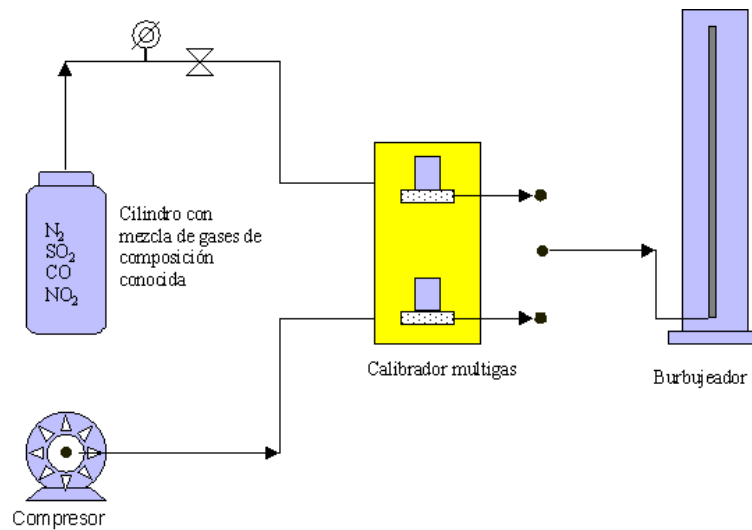 N₂
SO₂
CO
NO₂
Cilindro con
mezcla de gases de
composición
conocida
Calibrador multigas
Burbujeador
Compresor